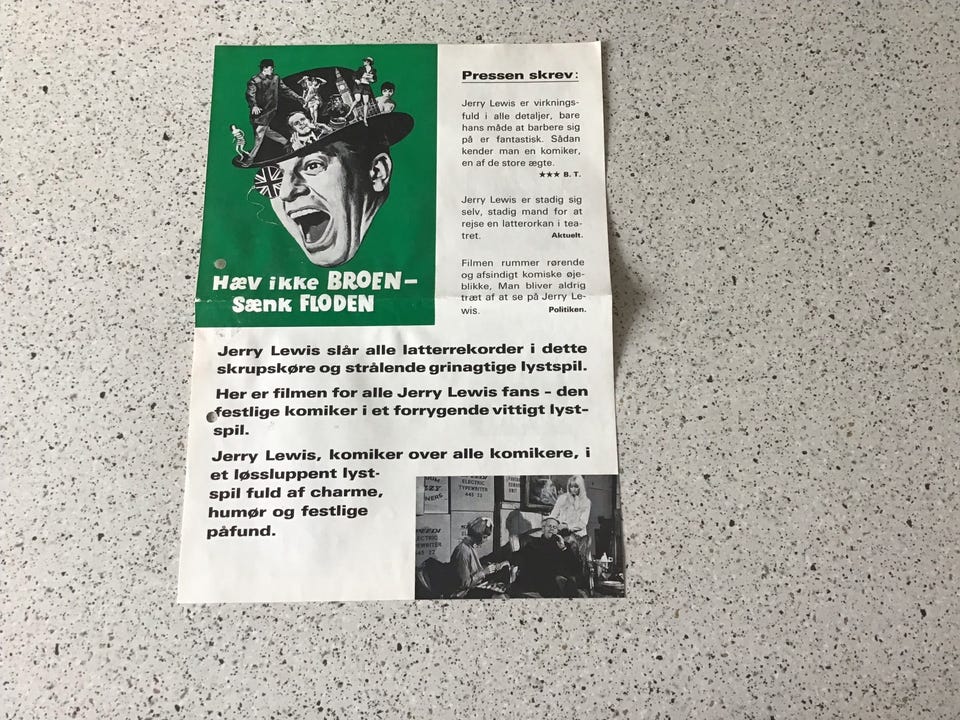 Hæv ikke BROEN–
sænk FLODEN
Pressen skrev:
Jerry Lewis er virknings-
fuld i alle detaljer, bare
hans måde at barbere sig
på er fantastisk. Sådan
kender man en komiker,
en af de store ægte.
★★★ B. T.
Jerry Lewis er stadig sig
selv, stadig mand for at
rejse en latterorkan i tea-
tret. Aktuelt.
Filmen rummer rørende
og afsindigt komiske øje-
blikke, Man bliver aldrig
træt af at se på Jerry Le-
wis. Politiken.
Jerry Lewis slår alle latterrekorder i dette
skrupskøre og strålende grinagtige lystspil.
Her er filmen for alle Jerry Lewis fans - den
festlige komiker i et forrygende vittigt lyst-
spil.
Jerry Lewis, komiker over alle komikere, i
et løssluppent lyst-
spil fuld af charme,
humør og festlige
påfund.
ELECTRIC
TYPEWRITER
445 22